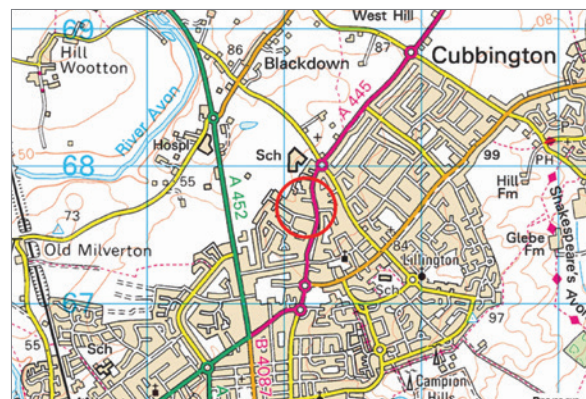 West Hill
69
Hill
Wootton
86
Blackdown
87
Cubbington
80
A 445
River Avon
Hospl
50
68
Sch
99
PH
55
A 452
Hill
Fm
73
Glebe
Fm
Old Milverton
84
Lillington
Shakespeare's Avon
67
Sch
97
55
B 4087
Sch
Campion
Hills